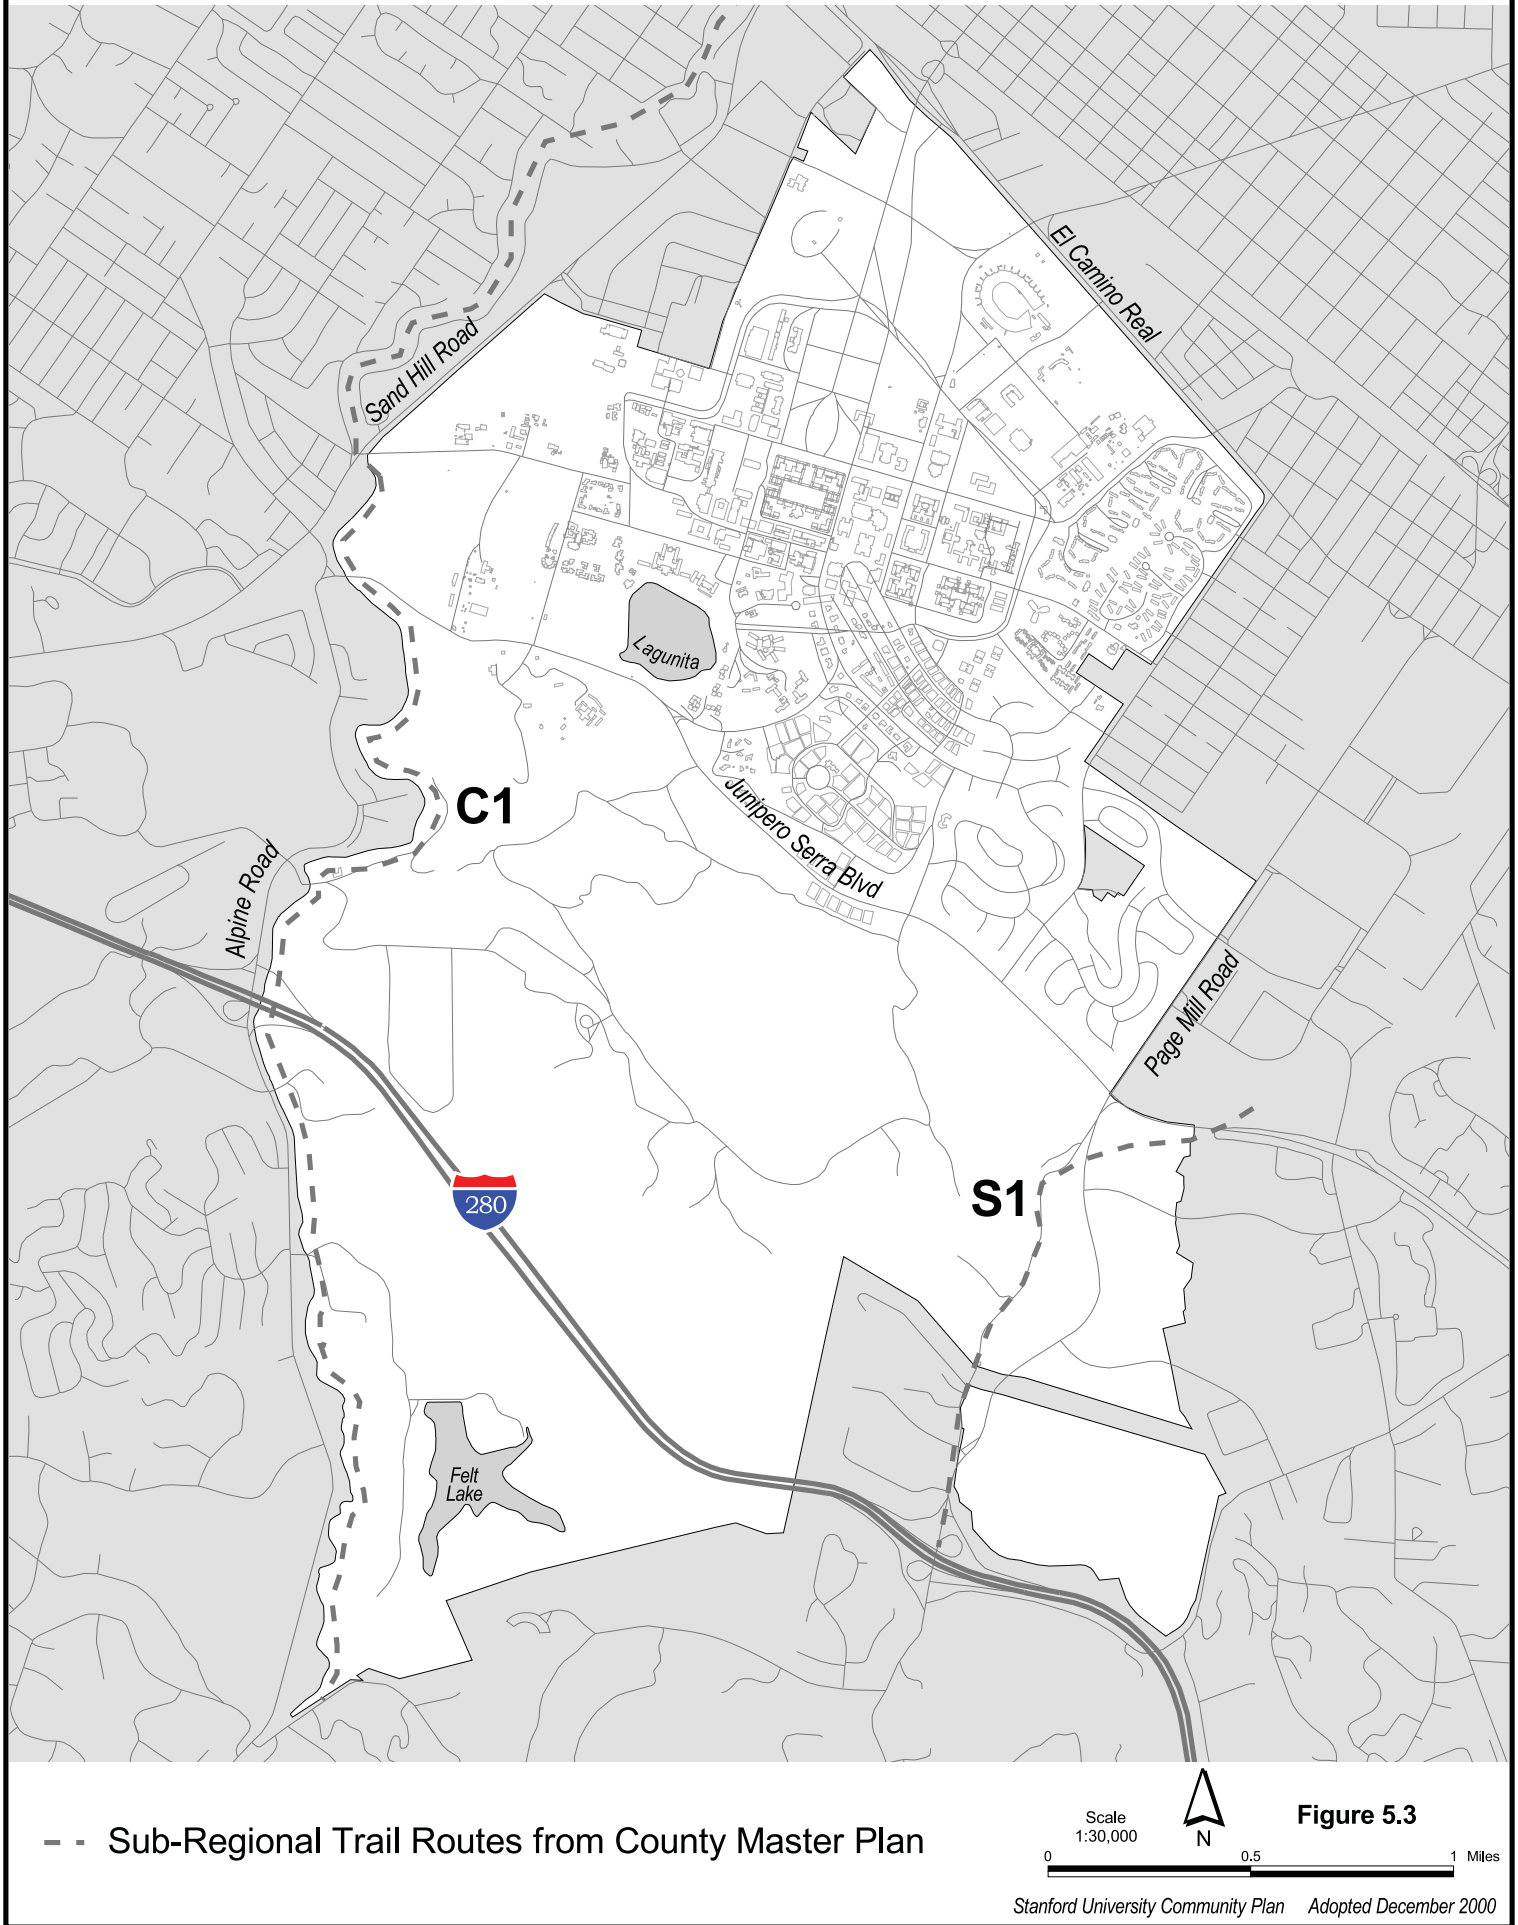 El Camino Real
Sand Hill Road
Lagunita
C1
Junipero Serra Blvd
Alpine Road
Page Mill Road
S1
280
Felt
Lake
Sub-Regional Trail Routes from County Master Plan
Scale
1:30,000
N
Figure 5.3
0 0.5 1 Miles
Stanford University Community Plan Adopted December 2000